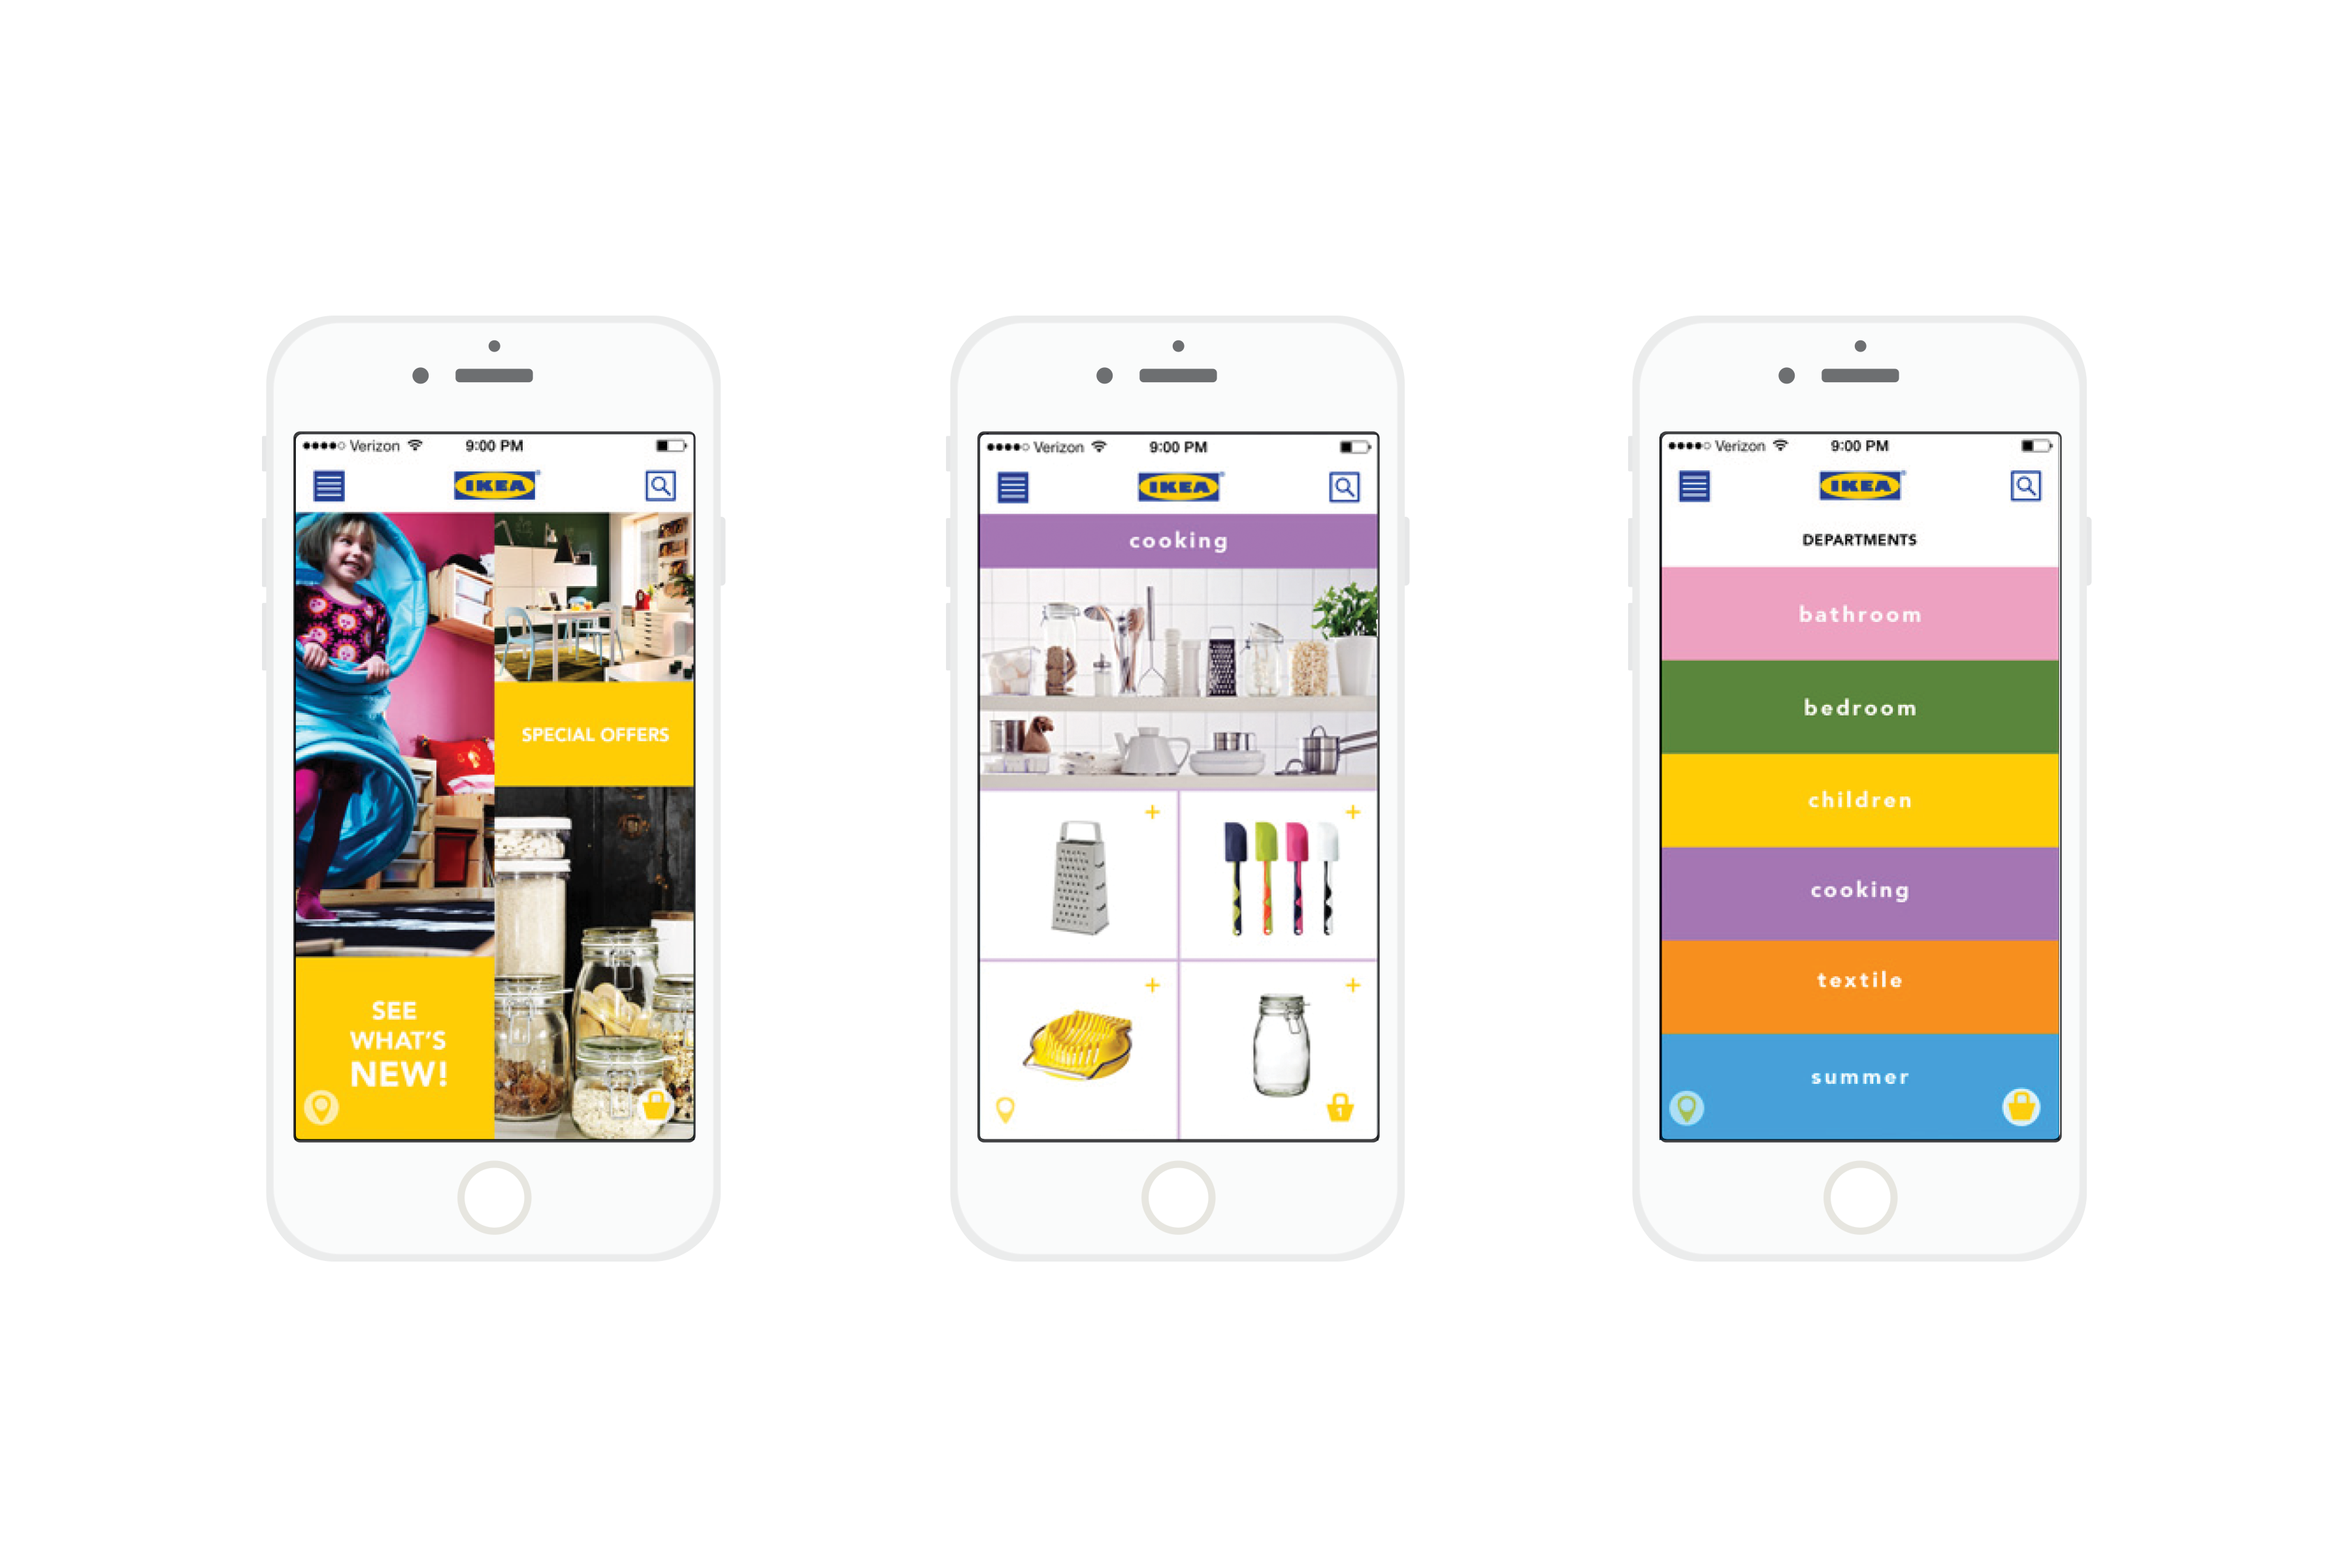 Verizon 9:00 PM
IKEA®
SPECIAL OFFERS
SEE
WHAT'S
NEW!
Verizon 9:00 PM
IKEA®
cooking
+ +
+ +
1
Verizon 9:00 PM
IKEA®
DEPARTMENTS
bathroom
bedroom
children
cooking
textile
summer